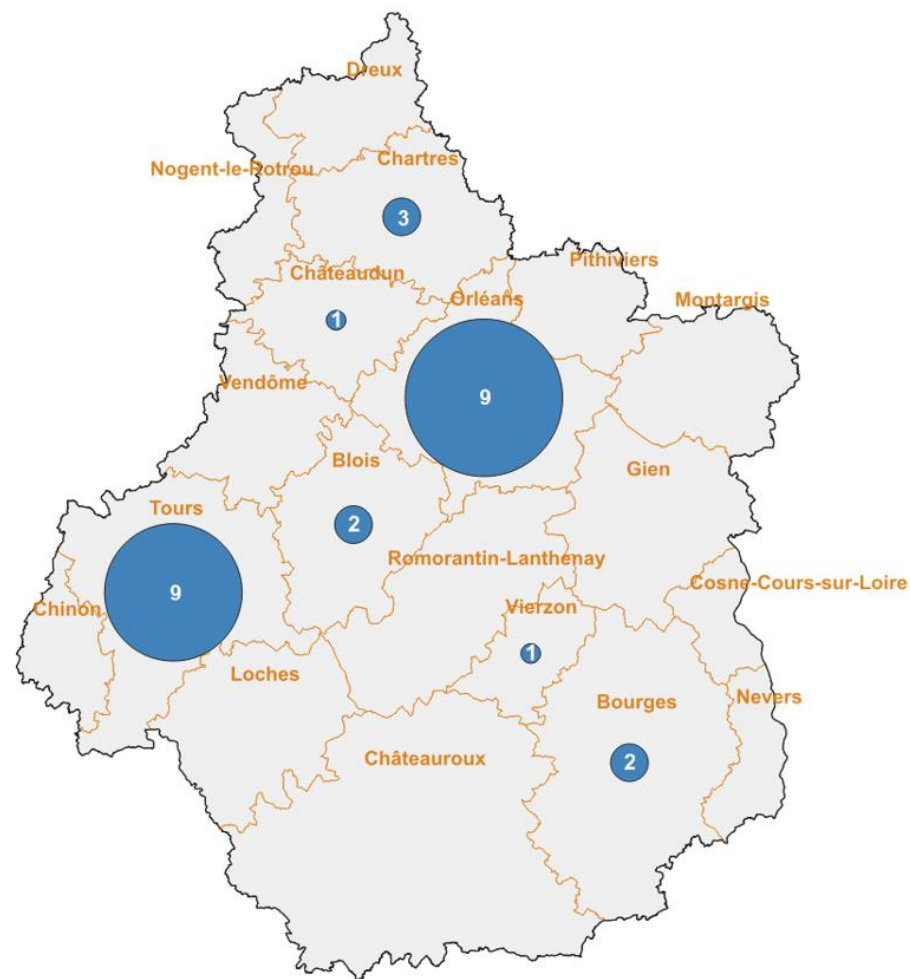 Dreux
Nogent-le-Rotrou
Chartres
3
Châteaudun
Pithiviers
Orléans
Montargis
1
Vendôme
9
Blois
Gien
Tours
2
Romorantin-Lanthenay
Cosne-Cours-sur-Loire
9
Chinon
Vierzon
1
Loches
Nevers
Bourges
Châteauroux
2